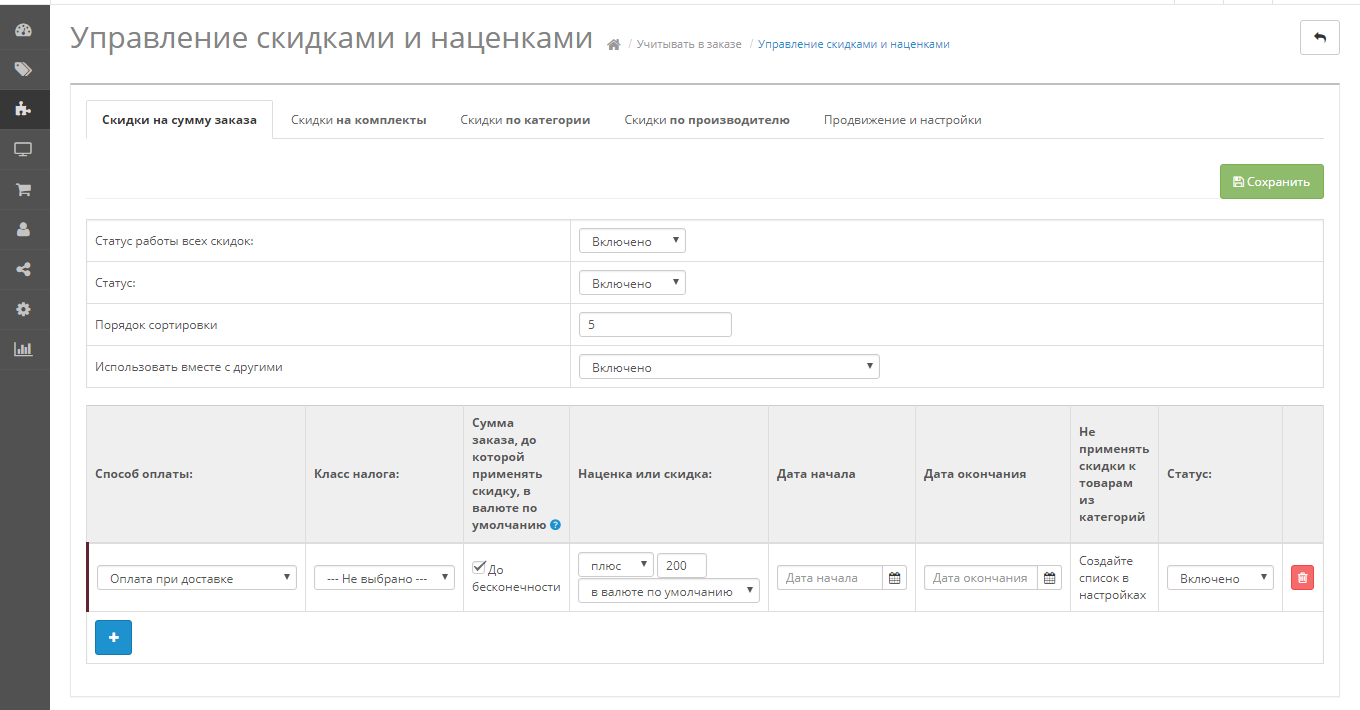 Управление скидками и наценками / Учитывать в заказе / Управление скидками и наценками
Скидки на сумму заказа Скидки на комплекты Скидки по категории Скидки по производителю Продвижение и настройки
Сохранить
Статус работы всех скидок: Включено
Статус: Включено
Порядок сортировки 5
Использовать вместе с другими Включено
Способ оплаты:
Класс налога:
Сумма
заказа, до
которой
применять
скидку, в
валюте по
умолчанию ?
Наценка или скидка:
Дата начала
Дата окончания
Не
применять
скидки к
товарам
из
категорий
Статус:
Оплата при доставке
--- Не выбрано ---
До
бесконечности
плюс 200
в валюте по умолчанию
Дата начала
Дата окончания
Создайте
список в
настройках
Включено